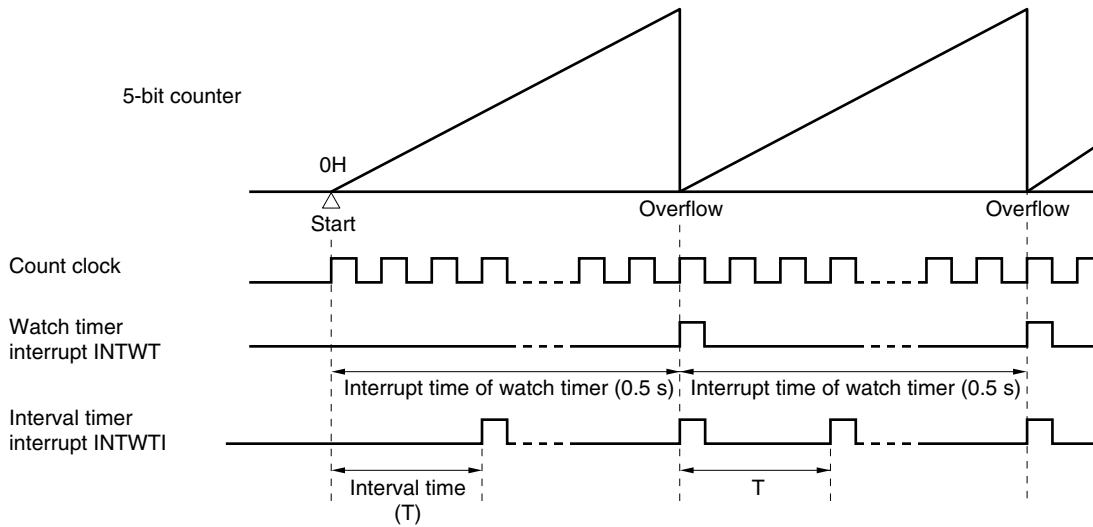 5-bit counter
0H
Start
Overflow
Overflow
Count clock
Watch timer
interrupt INTWT
Interrupt time of watch timer (0.5 s)
Interrupt time of watch timer (0.5 s)
Interval timer
interrupt INTWTI
Interval time
(T)
T